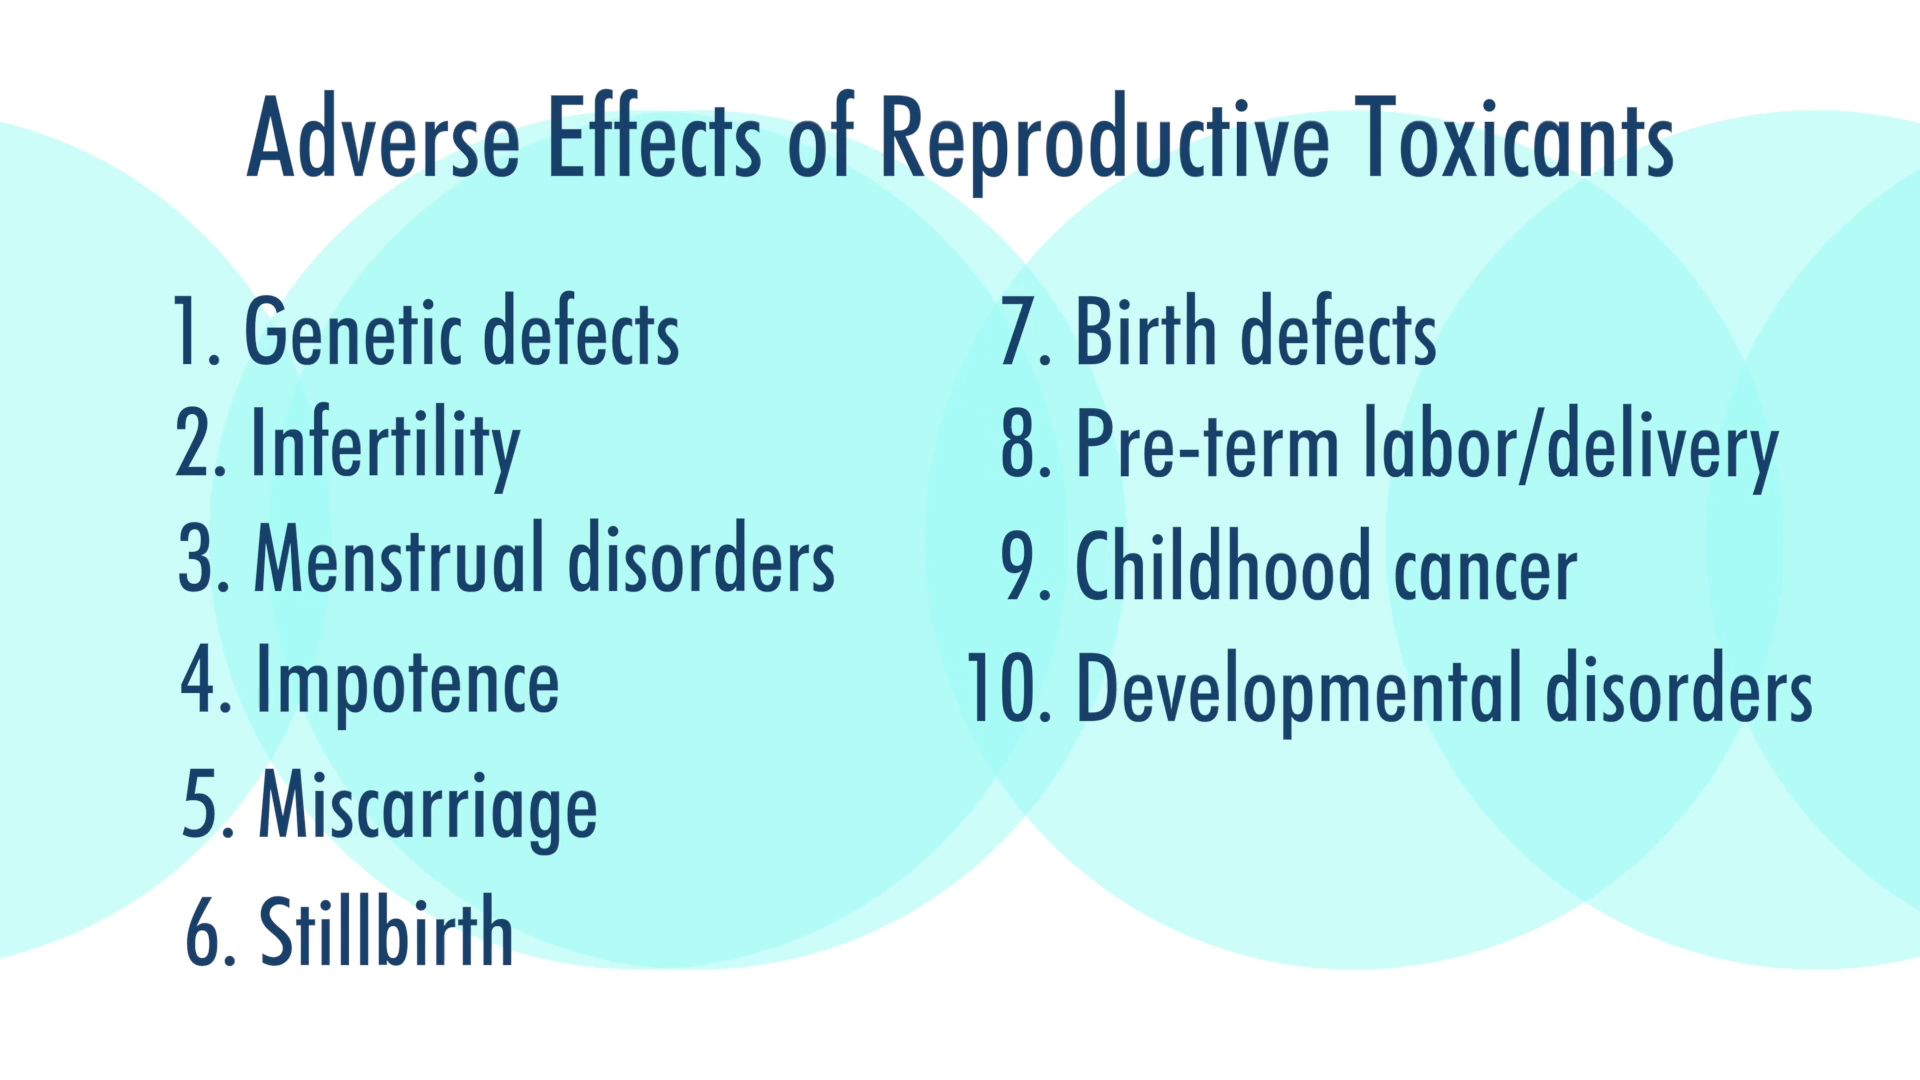 Adverse Effects of Reproductive Toxicants
1. Genetic defects
2. Infertility
3. Menstrual disorders
4. Impotence
5. Miscarriage
6. Stillbirth
7. Birth defects
8. Pre-term labor/delivery
9. Childhood cancer
10. Developmental disorders